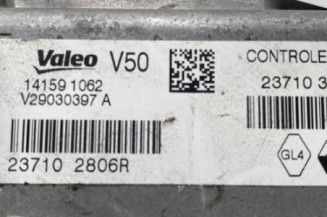 Valeo V50
CONTROLE
14159 1062
V29030397 A
23710 3
23710 2806R
GL4